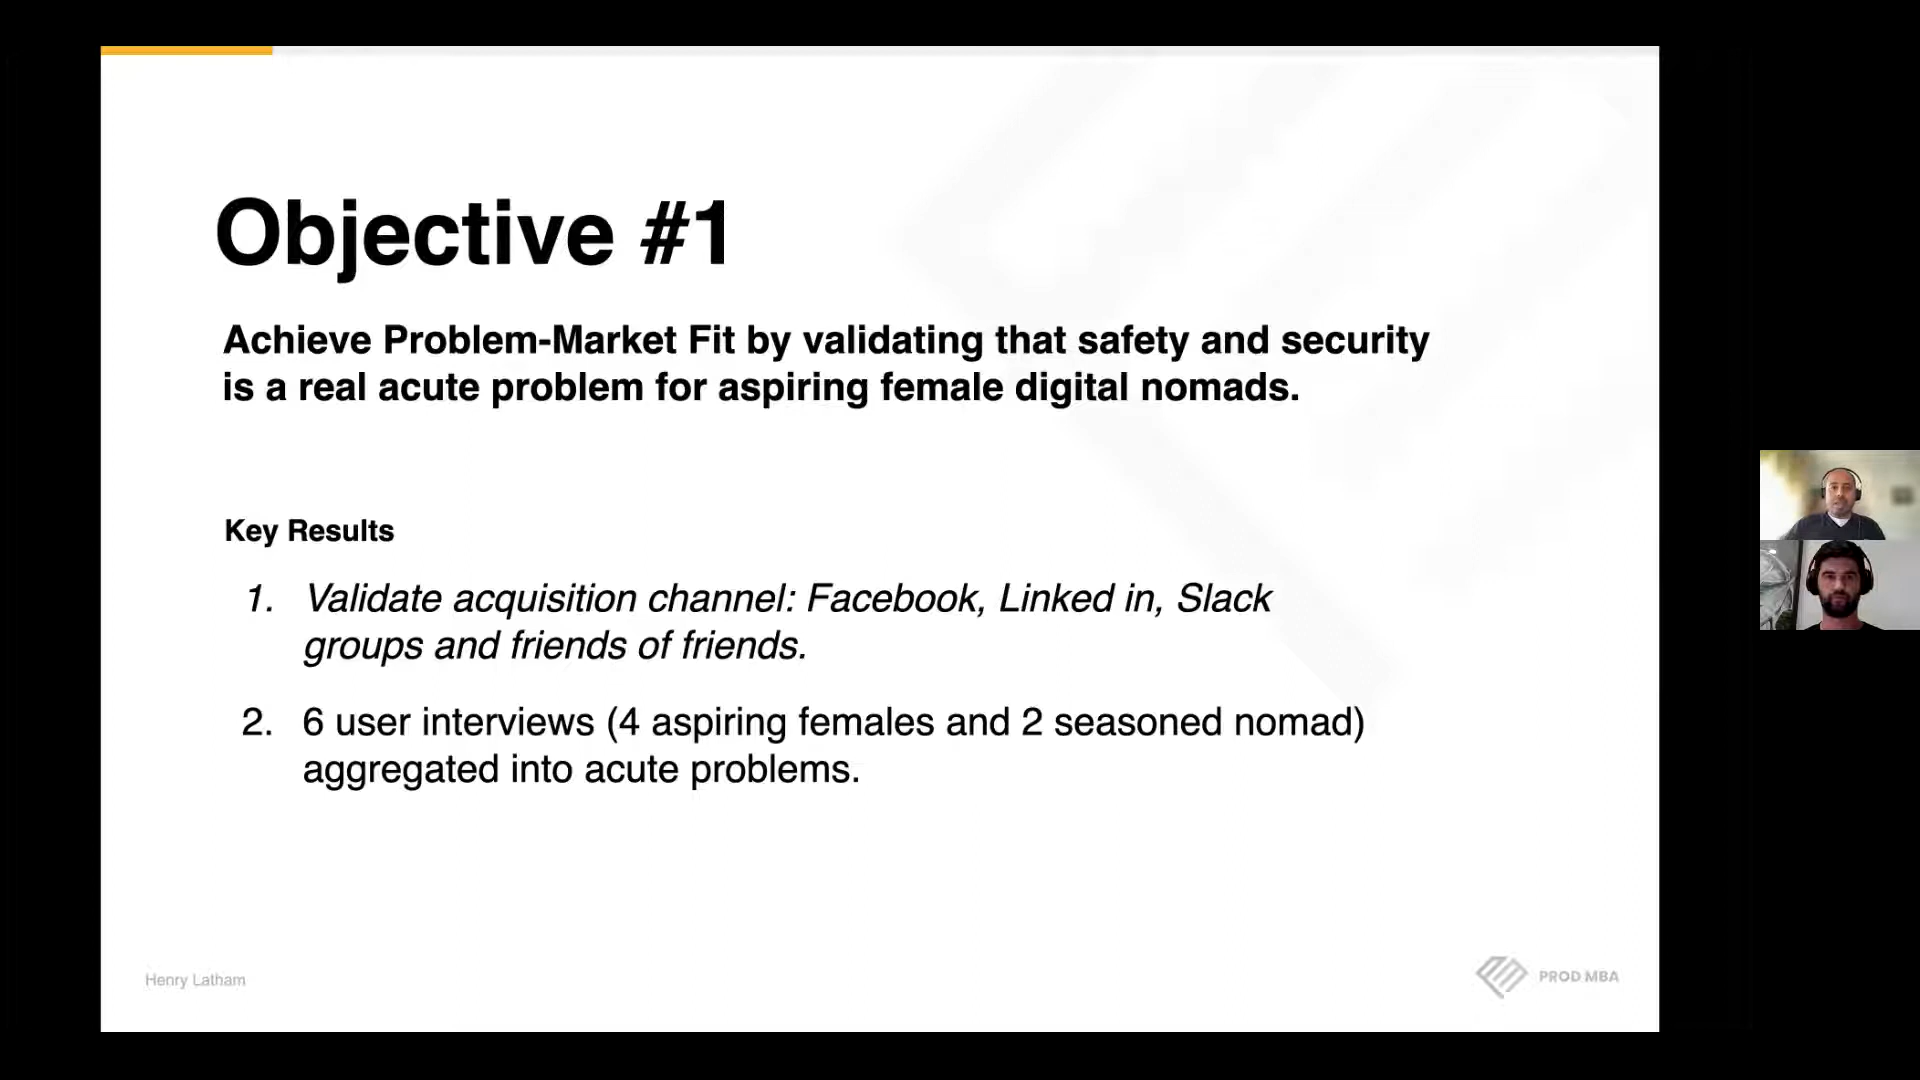 Objective #1
Achieve Problem-Market Fit by validating that safety and security
is a real acute problem for aspiring female digital nomads.
Key Results
1. Validate acquisition channel: Facebook, Linked in, Slack
groups and friends of friends.
2. 6 user interviews (4 aspiring females and 2 seasoned nomad)
aggregated into acute problems.
Henry Latham
PROD MBA